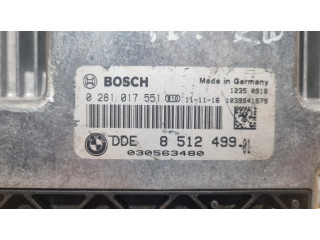 BOSCH
Made in Germany
0 281 017 551
11-11-16
1235 0918
1039S41579
DDE 8 512 499-01
030563480